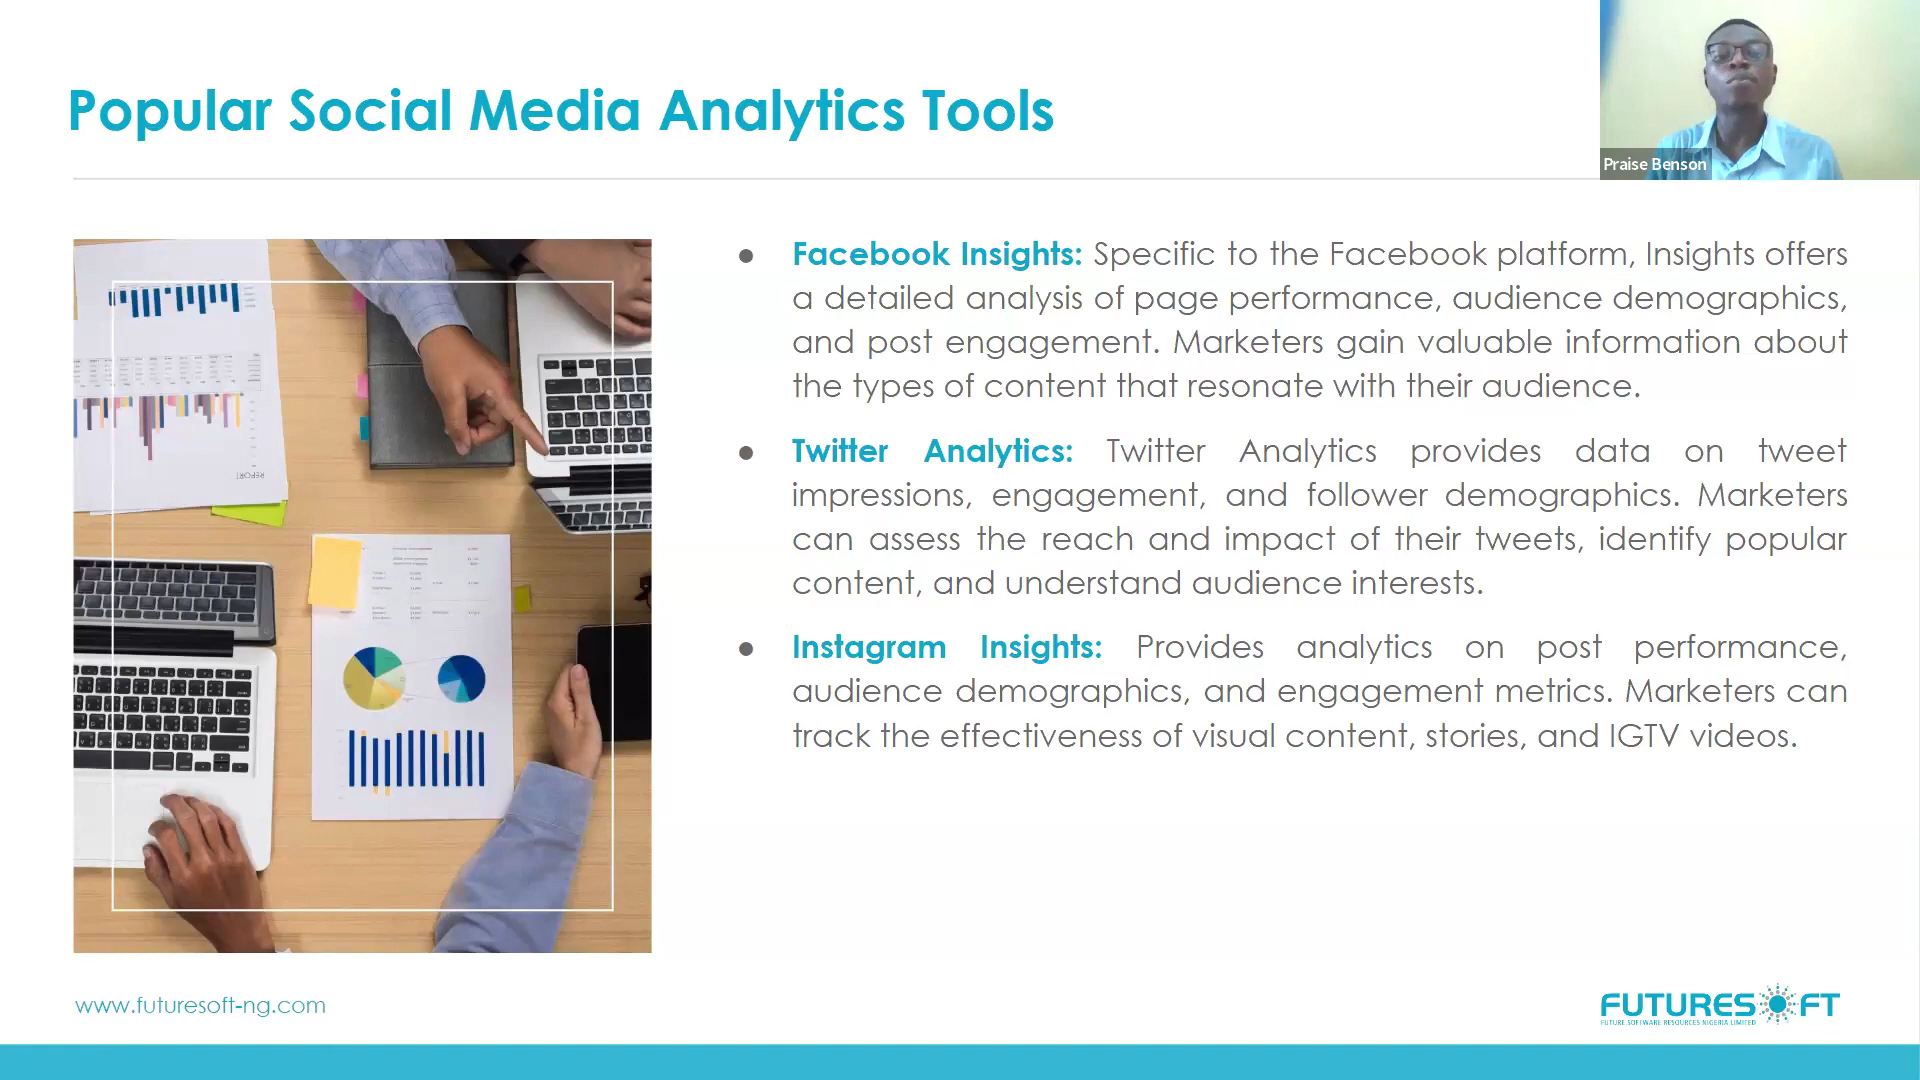 Popular Social Media Analytics Tools
Praise Benson
● Facebook Insights: Specific to the Facebook platform, Insights offers
a detailed analysis of page performance, audience demographics,
and post engagement. Marketers gain valuable information about
the types of content that resonate with their audience.
● Twitter Analytics: Twitter Analytics provides data on tweet
impressions, engagement, and follower demographics. Marketers
can assess the reach and impact of their tweets, identify popular
content, and understand audience interests.
● Instagram Insights: Provides analytics on post performance,
audience demographics, and engagement metrics. Marketers can
track the effectiveness of visual content, stories, and IGTV videos.
REPORT
www.futuresoft-ng.com
FUTURESOFT
FUTURE SOFTWARE RESOURCES NIGERIA LIMITED